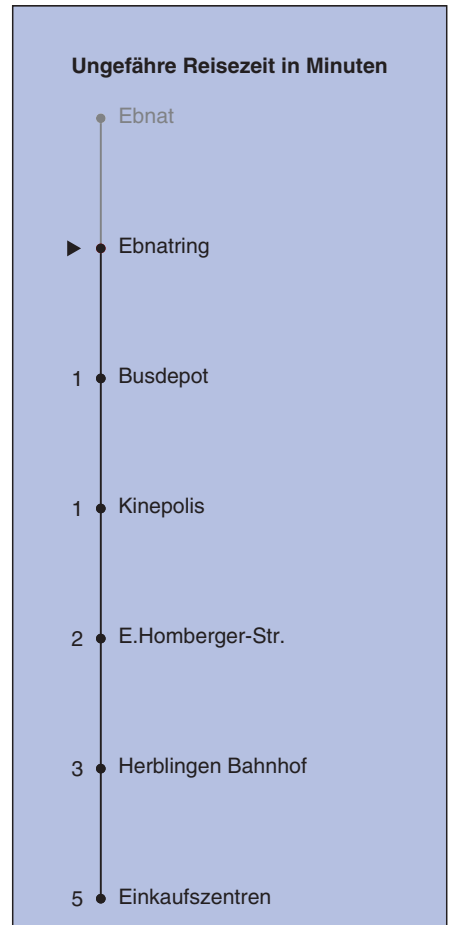 Ungefähre Reisezeit in Minuten
Ebnat
Ebnatring
1 Busdepot
1 Kinepolis
2 E.Homberger-Str.
3 Herblingen Bahnhof
5 Einkaufszentren